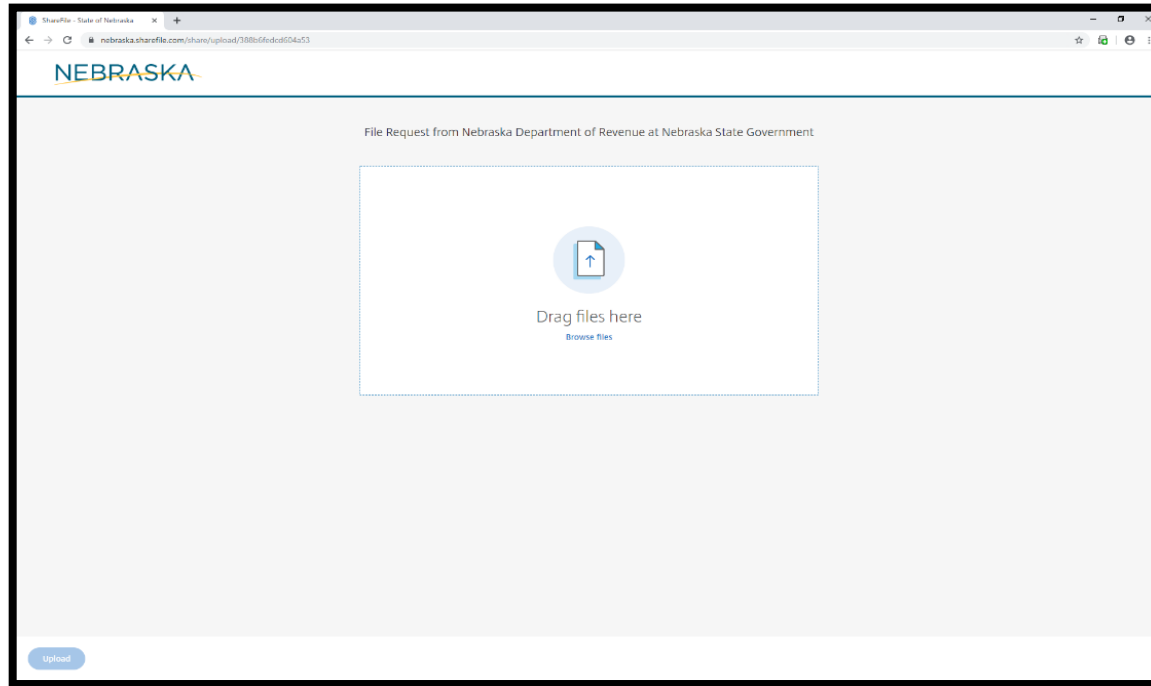 ShareFile - State of Nebraska
nebraska.sharefile.com/share/upload/388b6fedcd604a53
NEBRASKA
File Request from Nebraska Department of Revenue at Nebraska State Government
Drag files here
Browse files
Upload